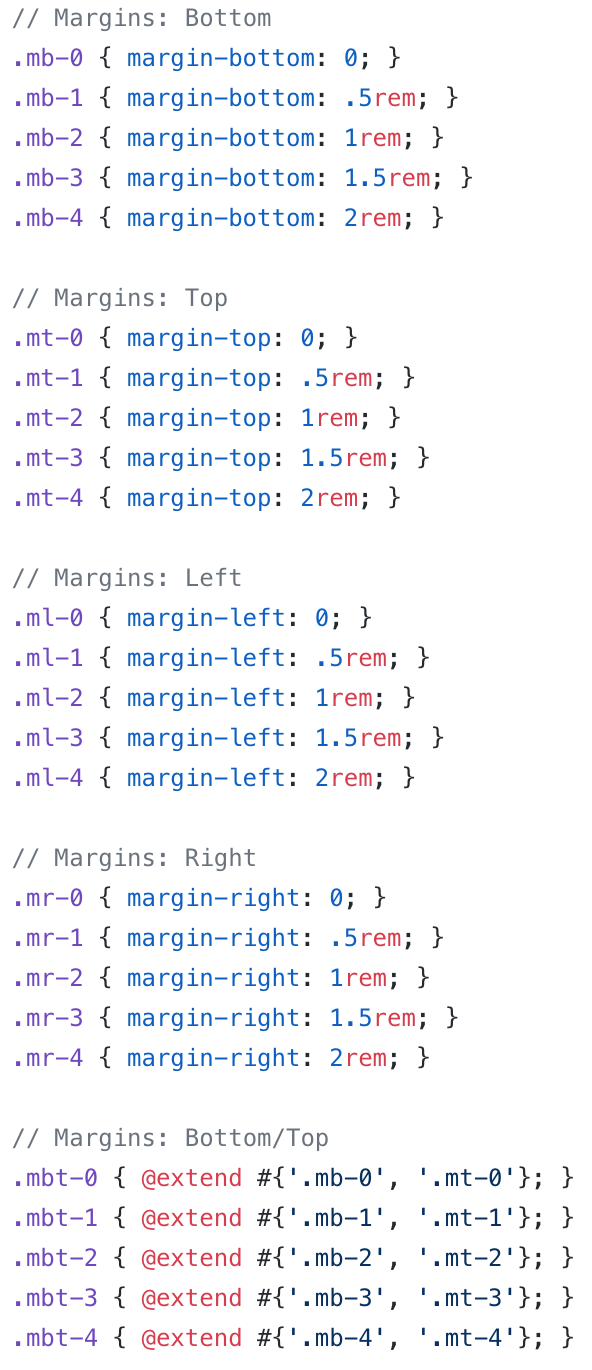 // Margins: Bottom
.mb-0 { margin-bottom: 0; }
.mb-1 { margin-bottom: .5rem; }
.mb-2 { margin-bottom: 1rem; }
.mb-3 { margin-bottom: 1.5rem; }
.mb-4 { margin-bottom: 2rem; }

// Margins: Top
.mt-0 { margin-top: 0; }
.mt-1 { margin-top: .5rem; }
.mt-2 { margin-top: 1rem; }
.mt-3 { margin-top: 1.5rem; }
.mt-4 { margin-top: 2rem; }

// Margins: Left
.ml-0 { margin-left: 0; }
.ml-1 { margin-left: .5rem; }
.ml-2 { margin-left: 1rem; }
.ml-3 { margin-left: 1.5rem; }
.ml-4 { margin-left: 2rem; }

// Margins: Right
.mr-0 { margin-right: 0; }
.mr-1 { margin-right: .5rem; }
.mr-2 { margin-right: 1rem; }
.mr-3 { margin-right: 1.5rem; }
.mr-4 { margin-right: 2rem; }

// Margins: Bottom/Top
.mbt-0 { @extend #{'.mb-0', '.mt-0'}; }
.mbt-1 { @extend #{'.mb-1', '.mt-1'}; }
.mbt-2 { @extend #{'.mb-2', '.mt-2'}; }
.mbt-3 { @extend #{'.mb-3', '.mt-3'}; }
.mbt-4 { @extend #{'.mb-4', '.mt-4'}; }